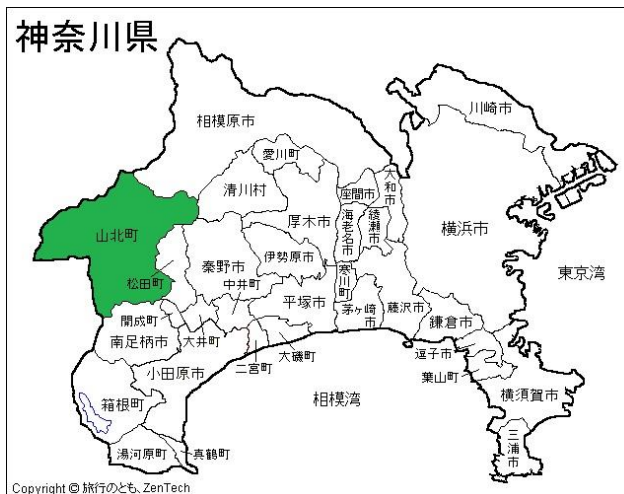 神奈川県
川崎市
相模原市
愛川町
清川村
座間市
大和市
厚木市
海老名市
綾瀬市
横浜市
山北町
秦野市
伊勢原市
寒川町
東京湾
松田町
中井町
平塚市
茅ヶ崎市
藤沢市
鎌倉市
開成町
南足柄市
大井町
二宮町
大磯町
逗子市
葉山町
小田原市
箱根町
相模湾
横須賀市
三浦市
湯河原町
真鶴町
Copyright © 旅行のとも、ZenTech